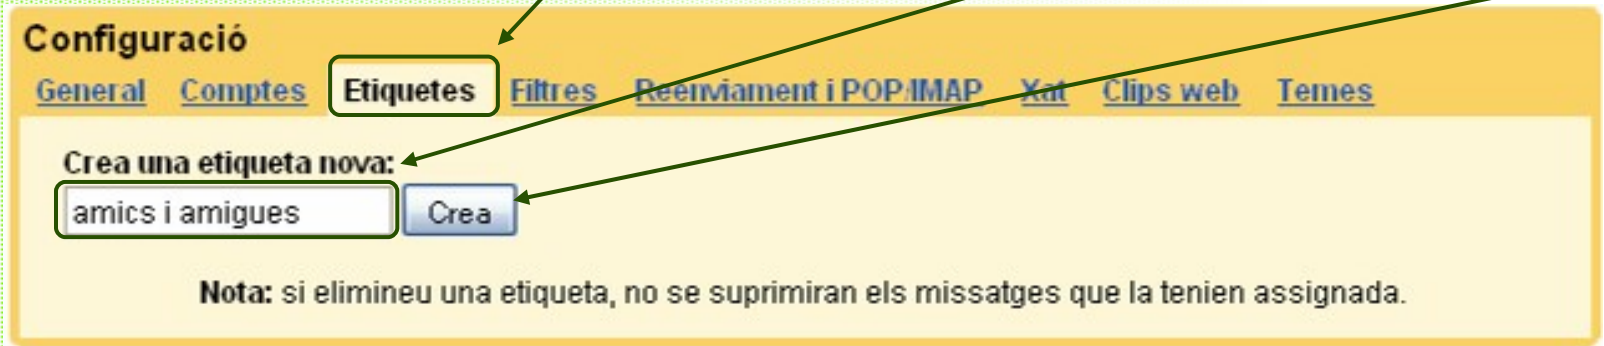 Configuració
General Comptes Etiquetes Filtres Reenviament i POP/IMAP Xat Clips web Temes
Crea una etiqueta nova:
amics i amigues Crea
Nota: si elimineu una etiqueta, no se suprimiran els missatges que la tenien assignada.